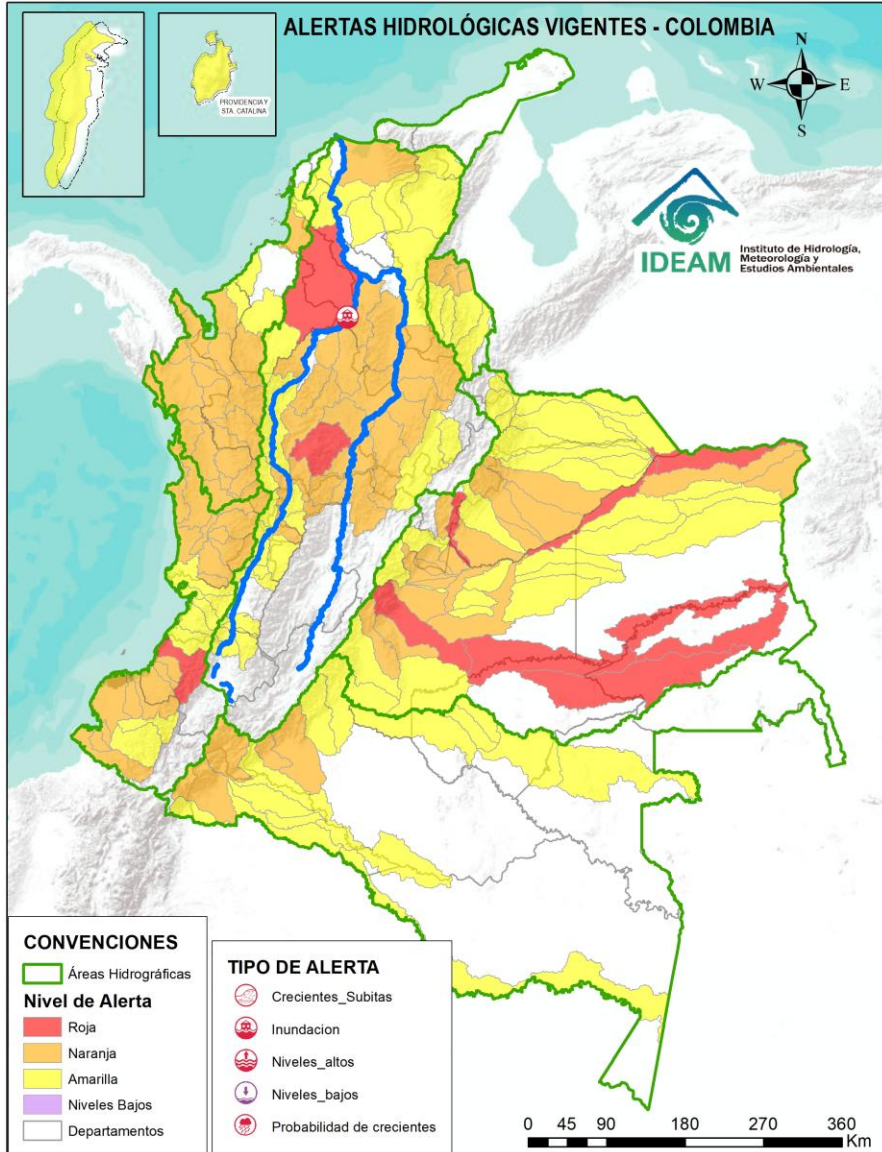 ALERTAS HIDROLÓGICAS VIGENTES - COLOMBIA
N
W
E
S
PROVIDENCIA Y
STA. CATALINA
IDEAM
Instituto de Hidrología,
Meteorología y
Estudios Ambientales
CONVENCIONES
Áreas Hidrográficas
Nivel de Alerta
Roja
Naranja
Amarilla
Niveles Bajos
Departamentos
TIPO DE ALERTA
Crecientes_Subitas
Inundacion
Niveles_altos
Niveles_bajos
Probabilidad de crecientes
0 45 90 180 270 360
Km